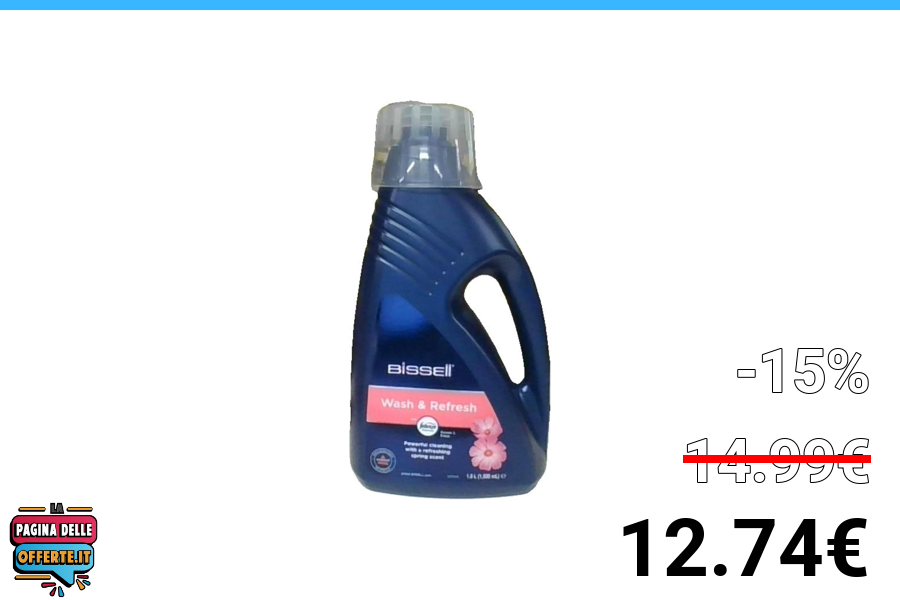 BISSELL
Wash & Refresh
febreze
Powerful cleaning
with a refreshing
spring scent
-15%
14.99€
12.74€
LA
PAGINA DELLE
OFFERTE.IT